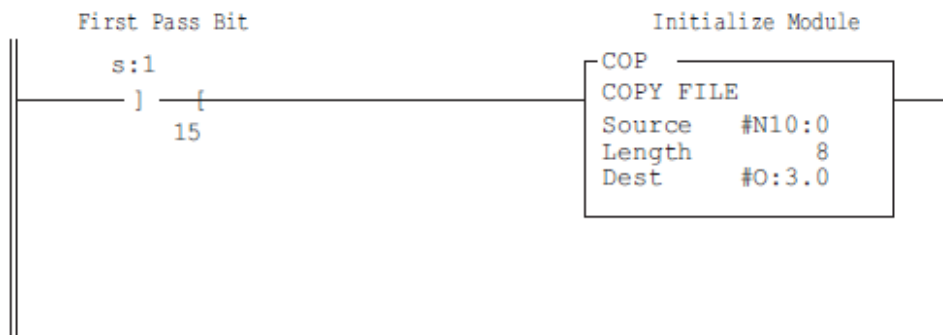 First Pass Bit
Initialize Module
s:1
] [
15
COP
COPY FILE
Source #N10:0
Length 8
Dest #O:3.0